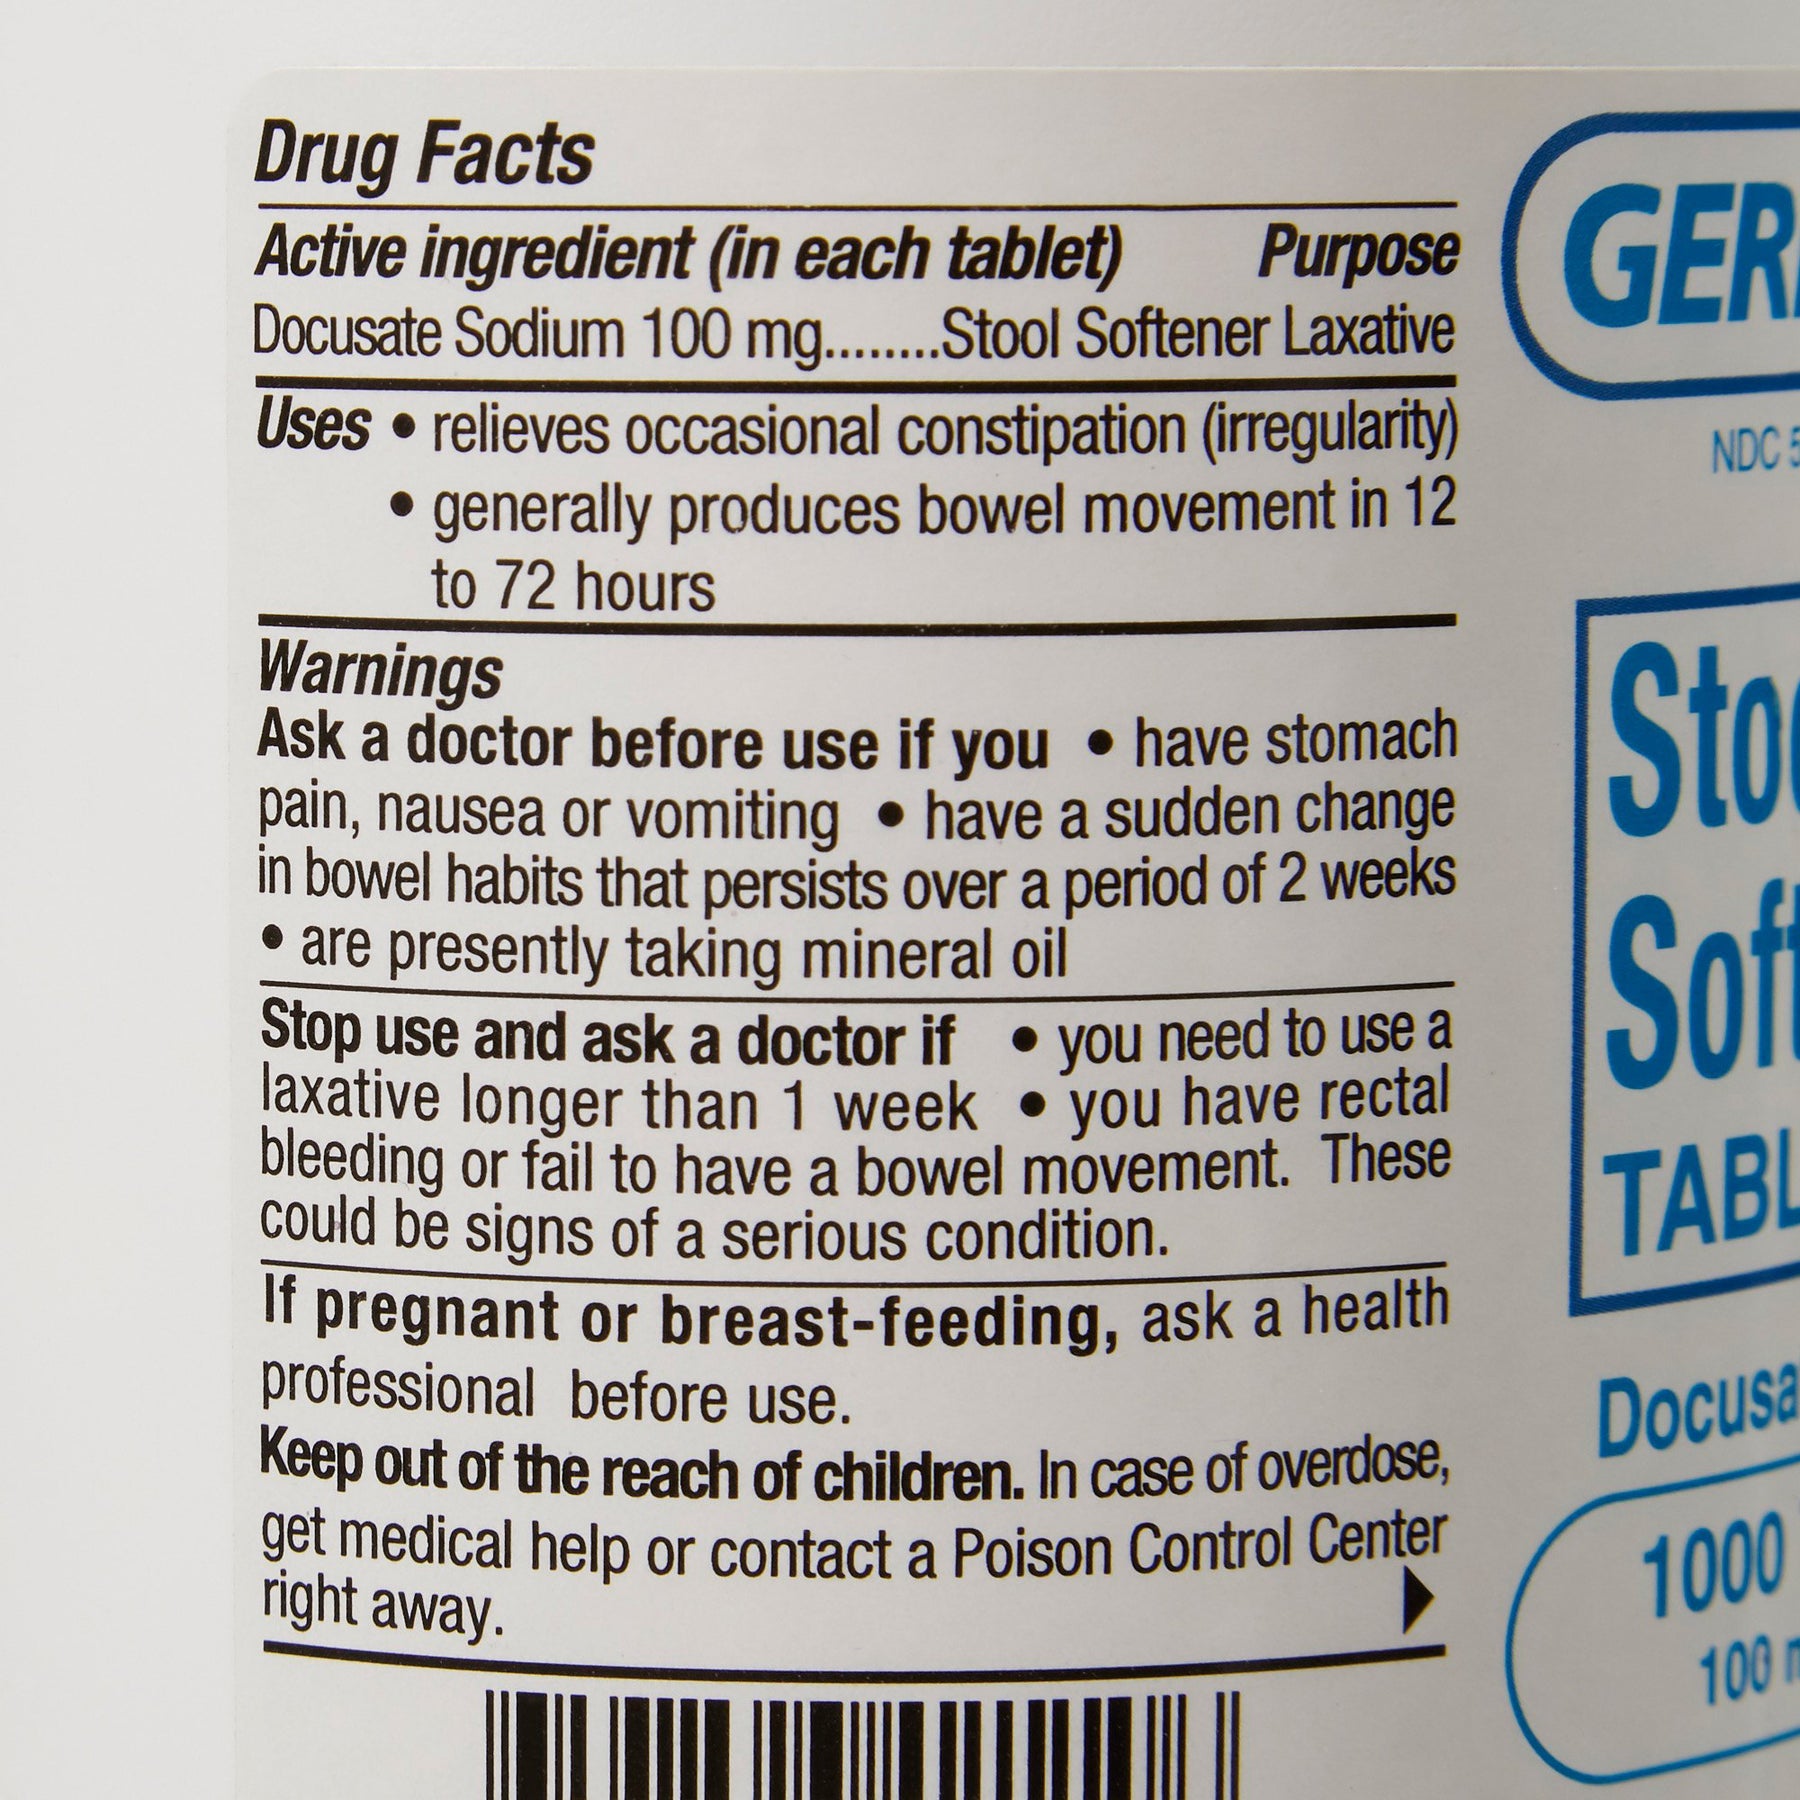 Drug Facts
Active ingredient (in each tablet) Purpose
Docusate Sodium 100 mg........Stool Softener Laxative
Uses • relieves occasional constipation (irregularity)
• generally produces bowel movement in 12
to 72 hours
Warnings
Ask a doctor before use if you • have stomach
pain, nausea or vomiting • have a sudden change
in bowel habits that persists over a period of 2 weeks
• are presently taking mineral oil
Stop use and ask a doctor if • you need to use a
laxative longer than 1 week • you have rectal
bleeding or fail to have a bowel movement. These
could be signs of a serious condition.
If pregnant or breast-feeding, ask a health
professional before use.
Keep out of the reach of children. In case of overdose,
get medical help or contact a Poison Control Center
right away.
NDC 5
TABL
1000
100 m